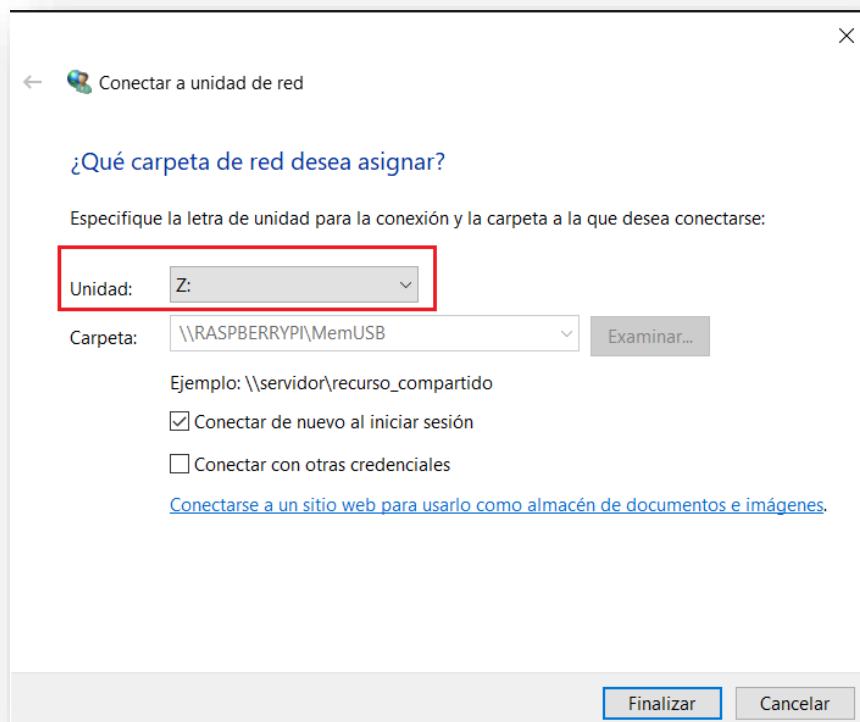 Conectar a unidad de red
¿Qué carpeta de red desea asignar?
Especifique la letra de unidad para la conexión y la carpeta a la que desea conectarse:
Unidad: Z:
Carpeta: \\RASPBERRYPI\MemUSB Examinar...
Ejemplo: \\servidor\recurso_compartido
Conectar de nuevo al iniciar sesión
Conectar con otras credenciales
Conectarse a un sitio web para usarlo como almacén de documentos e imágenes.
Finalizar Cancelar